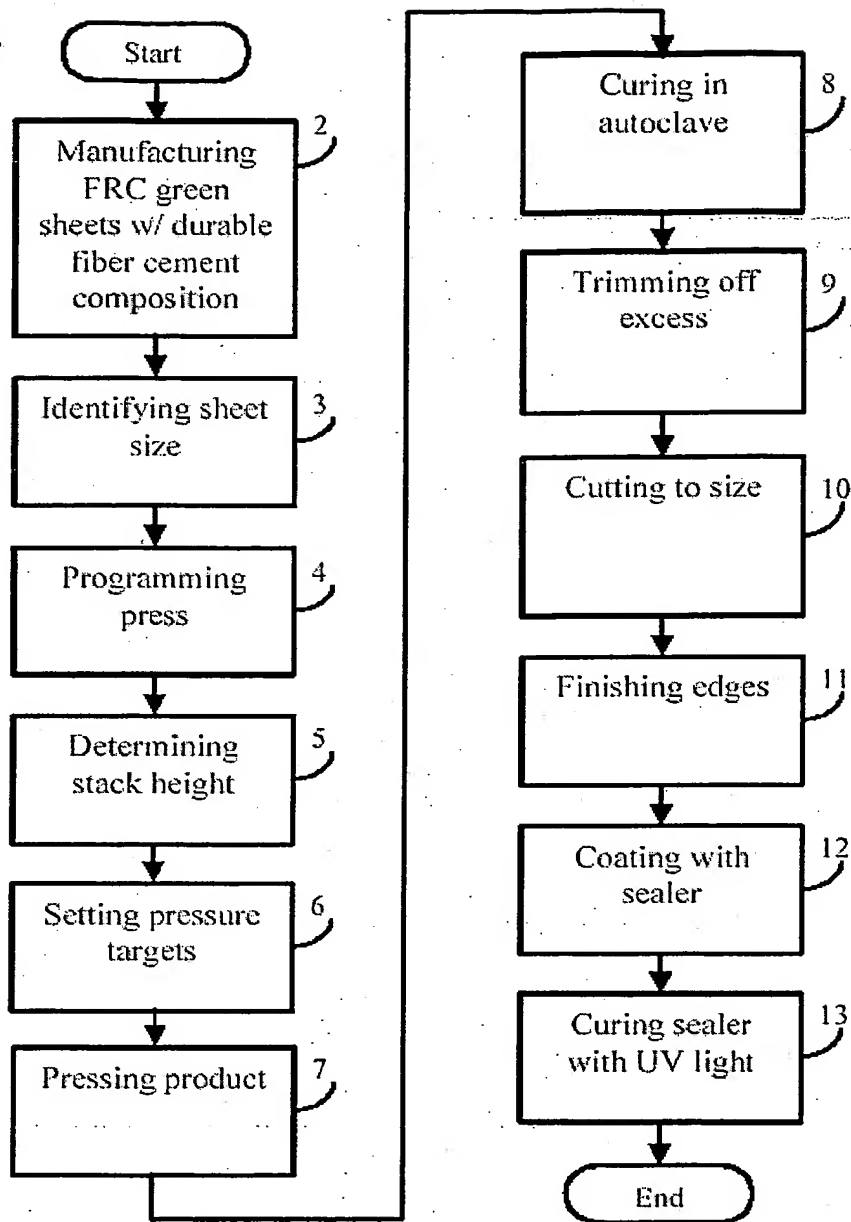 Start
2
Manufacturing
FRC green
sheets w/ durable
fiber cement
composition
3
Identifying sheet
size
4
Programming
press
5
Determining
stack height
6
Setting pressure
targets
7
Pressing product
8
Curing in
autoclave
9
Trimming off
excess
10
Cutting to size
11
Finishing edges
12
Coating with
sealer
13
Curing sealer
with UV light
End